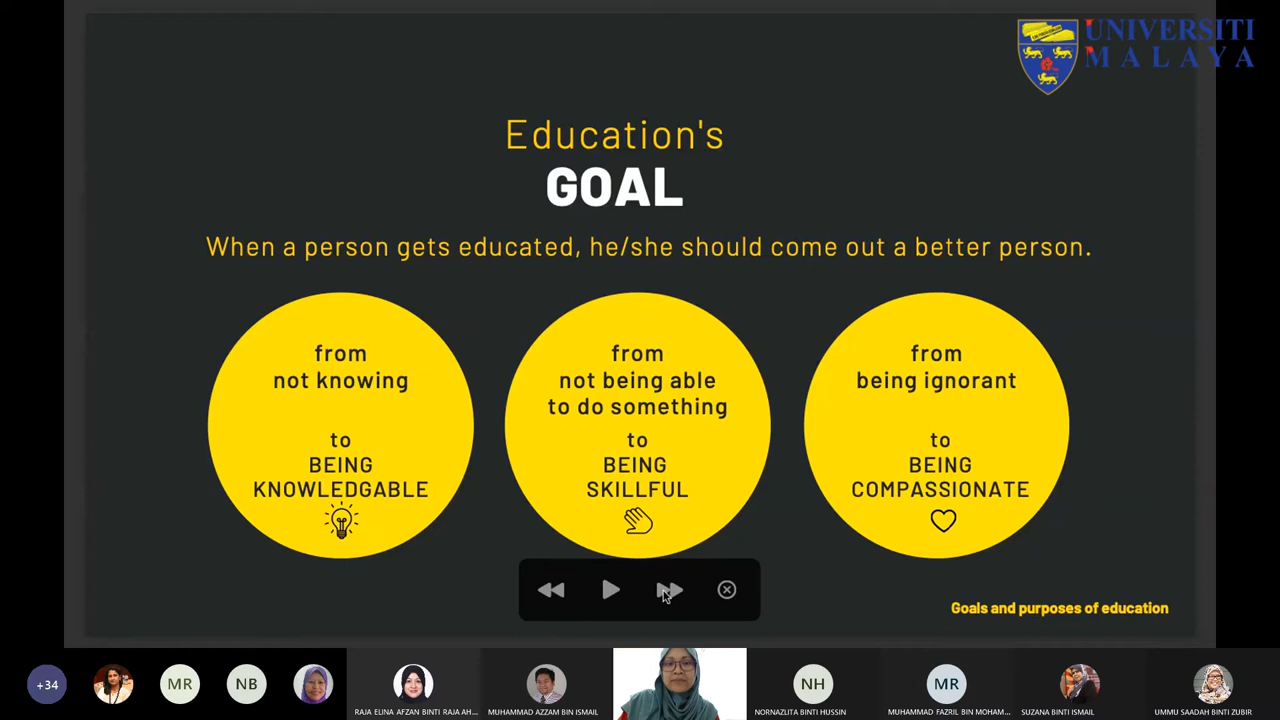 UNIVERSITI
MALAYA
Education's
GOAL
When a person gets educated, he/she should come out a better person.
from
not knowing
to
BEING
KNOWLEDGABLE
from
not being able
to do something
to
BEING
SKILLFUL
from
being ignorant
to
BEING
COMPASSIONATE
Goals and purposes of education
+34
MR
NB
RAJA ELINA AFZAN BINTI RAJA AH...
MUHAMMAD AZZAM BIN ISMAIL
NH
NORNAZLITA BINTI HUSSIN
MR
MUHAMMAD FAZRIL BIN MOHAM...
SUZANA BINTI ISMAIL
UMMU SAADAH BINTI ZUBIR